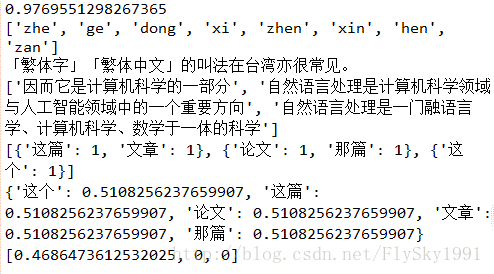 0.9769551298267365
['zhe', 'ge', 'dong', 'xi', 'zhen', 'xin', 'hen',
'zan']
「繁体字」「繁体中文」的叫法在台湾亦很常见。
['因而它是计算机科学的一部分', '自然语言处理是计算机科学领域
与人工智能领域中的一个重要方向', '自然语言处理是一门融语言
学、计算机科学、数学于一体的科学']
[{'这篇': 1, '文章': 1}, {'论文': 1, '那篇': 1}, {'这
个': 1}]
{'这个': 0.5108256237659907, '这篇':
0.5108256237659907, '论文': 0.5108256237659907, '文章':
0.5108256237659907, '那篇': 0.5108256237659907}
[0.4686473612532025, 0, 0]
http://blog.csdn.net/FlySky1991